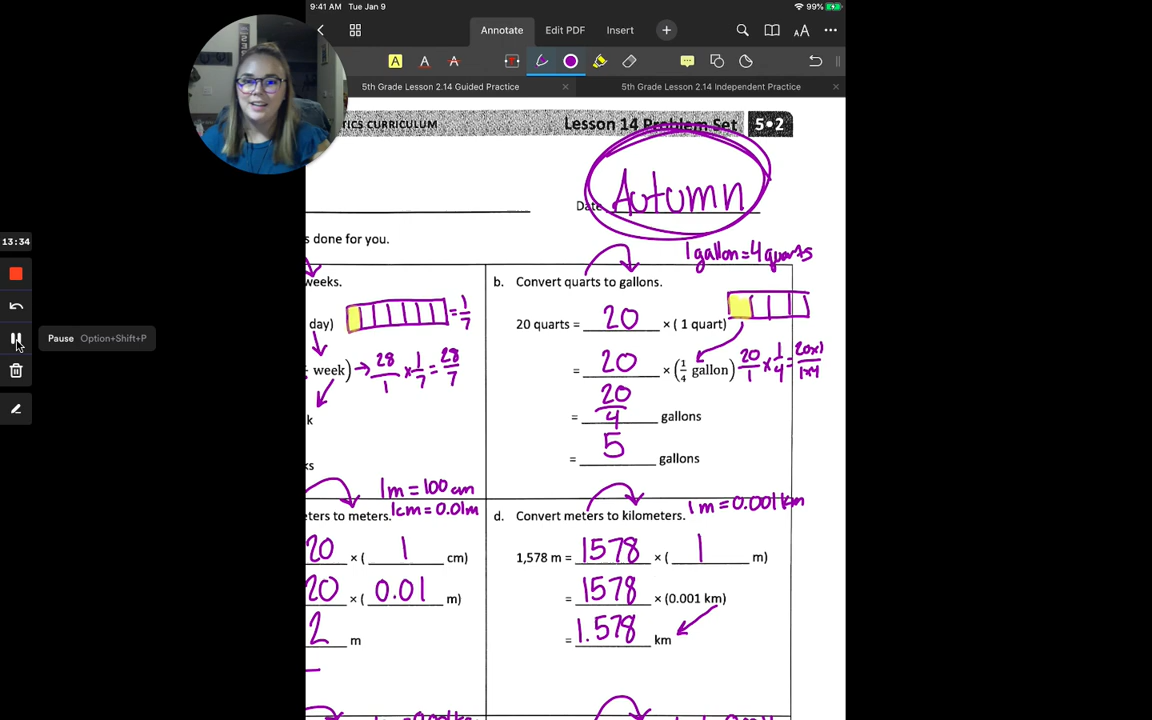 9:41 AM Tue Jan 9
99%
Annotate
Edit PDF
Insert
AA
A A A
5th Grade Lesson 2.14 Guided Practice
5th Grade Lesson 2.14 Independent Practice
TICS CURRICULUM
Lesson 14 Problem Set
5•2
Date
Autumn
s done for you.
1 gallon = 4 quarts
weeks.
= 1/7
day)
week) → 28/1 × 1/7 = 28/7
k
ks
b. Convert quarts to gallons.
20 quarts = 20 × ( 1 quart)
= 20 × (1/4 gallon) 20/1 × 1/4 = 20×1/1×4
= 20/4 gallons
= 5 gallons
1m = 100 cm
1cm = 0.01m
ters to meters.
20 × ( 1 cm)
20 × ( 0.01 m)
2 m
1 m = 0.001 km
d. Convert meters to kilometers.
1,578 m = 1578 × ( 1 m)
= 1578 × (0.001 km)
= 1.578 km
13:34
Pause Option+Shift+P